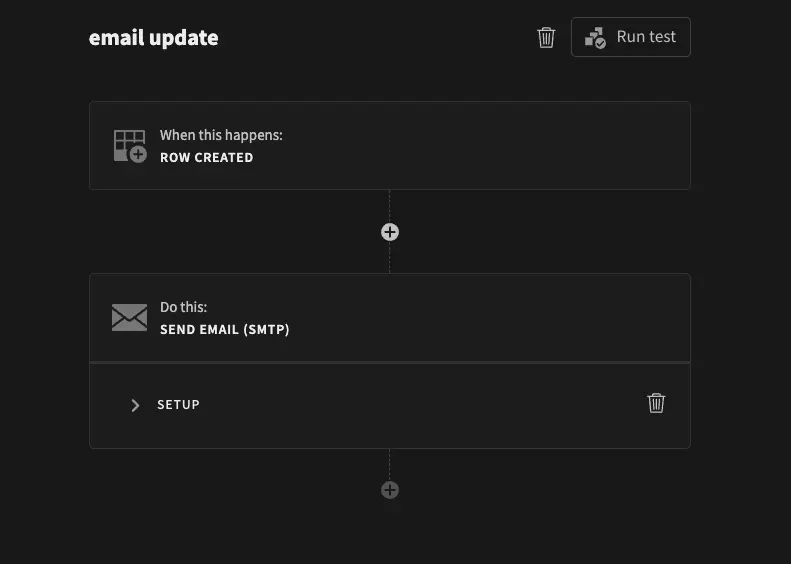 email update
Run test
When this happens:
ROW CREATED
Do this:
SEND EMAIL (SMTP)
SETUP